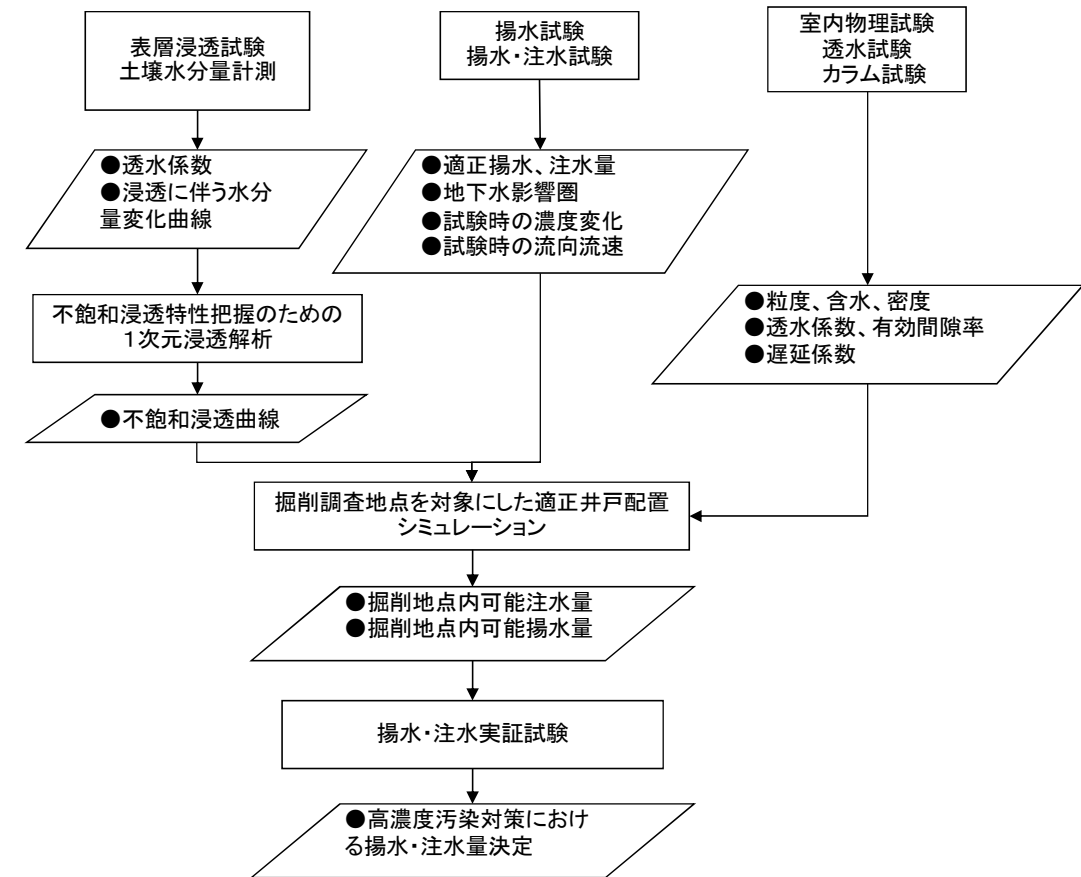 表層浸透試験
土壌水分量計測
揚水試験
揚水・注水試験
室内物理試験
透水試験
カラム試験
●透水係数
●浸透に伴う水分
量変化曲線
●適正揚水、注水量
●地下水影響圏
●試験時の濃度変化
●試験時の流向流速
●粒度、含水、密度
●透水係数、有効間隙率
●遅延係数
不飽和浸透特性把握のための
1次元浸透解析
●不飽和浸透曲線
掘削調査地点を対象にした適正井戸配置
シミュレーション
●掘削地点内可能注水量
●掘削地点内可能揚水量
揚水・注水実証試験
●高濃度汚染対策におけ
る揚水・注水量決定